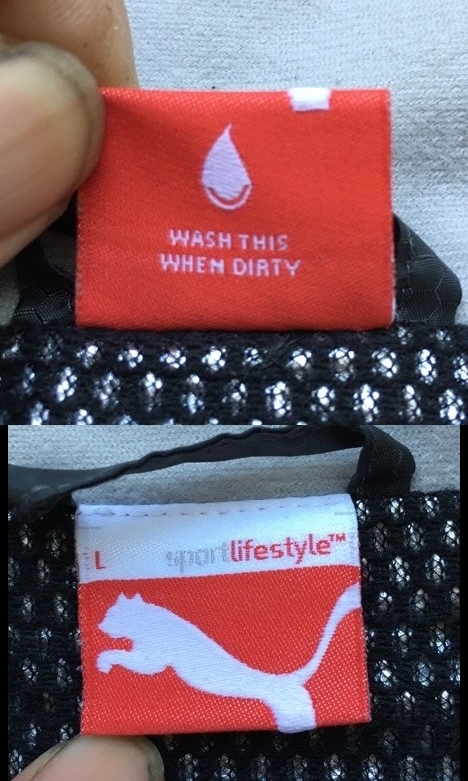 WASH THIS
WHEN DIRTY
L sportlifestyle™